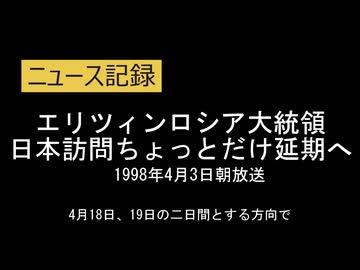 ニュース記録
エリツィンロシア大統領
日本訪問ちょっとだけ延期へ
1998年4月3日朝放送
4月18日、19日の二日間とする方向で